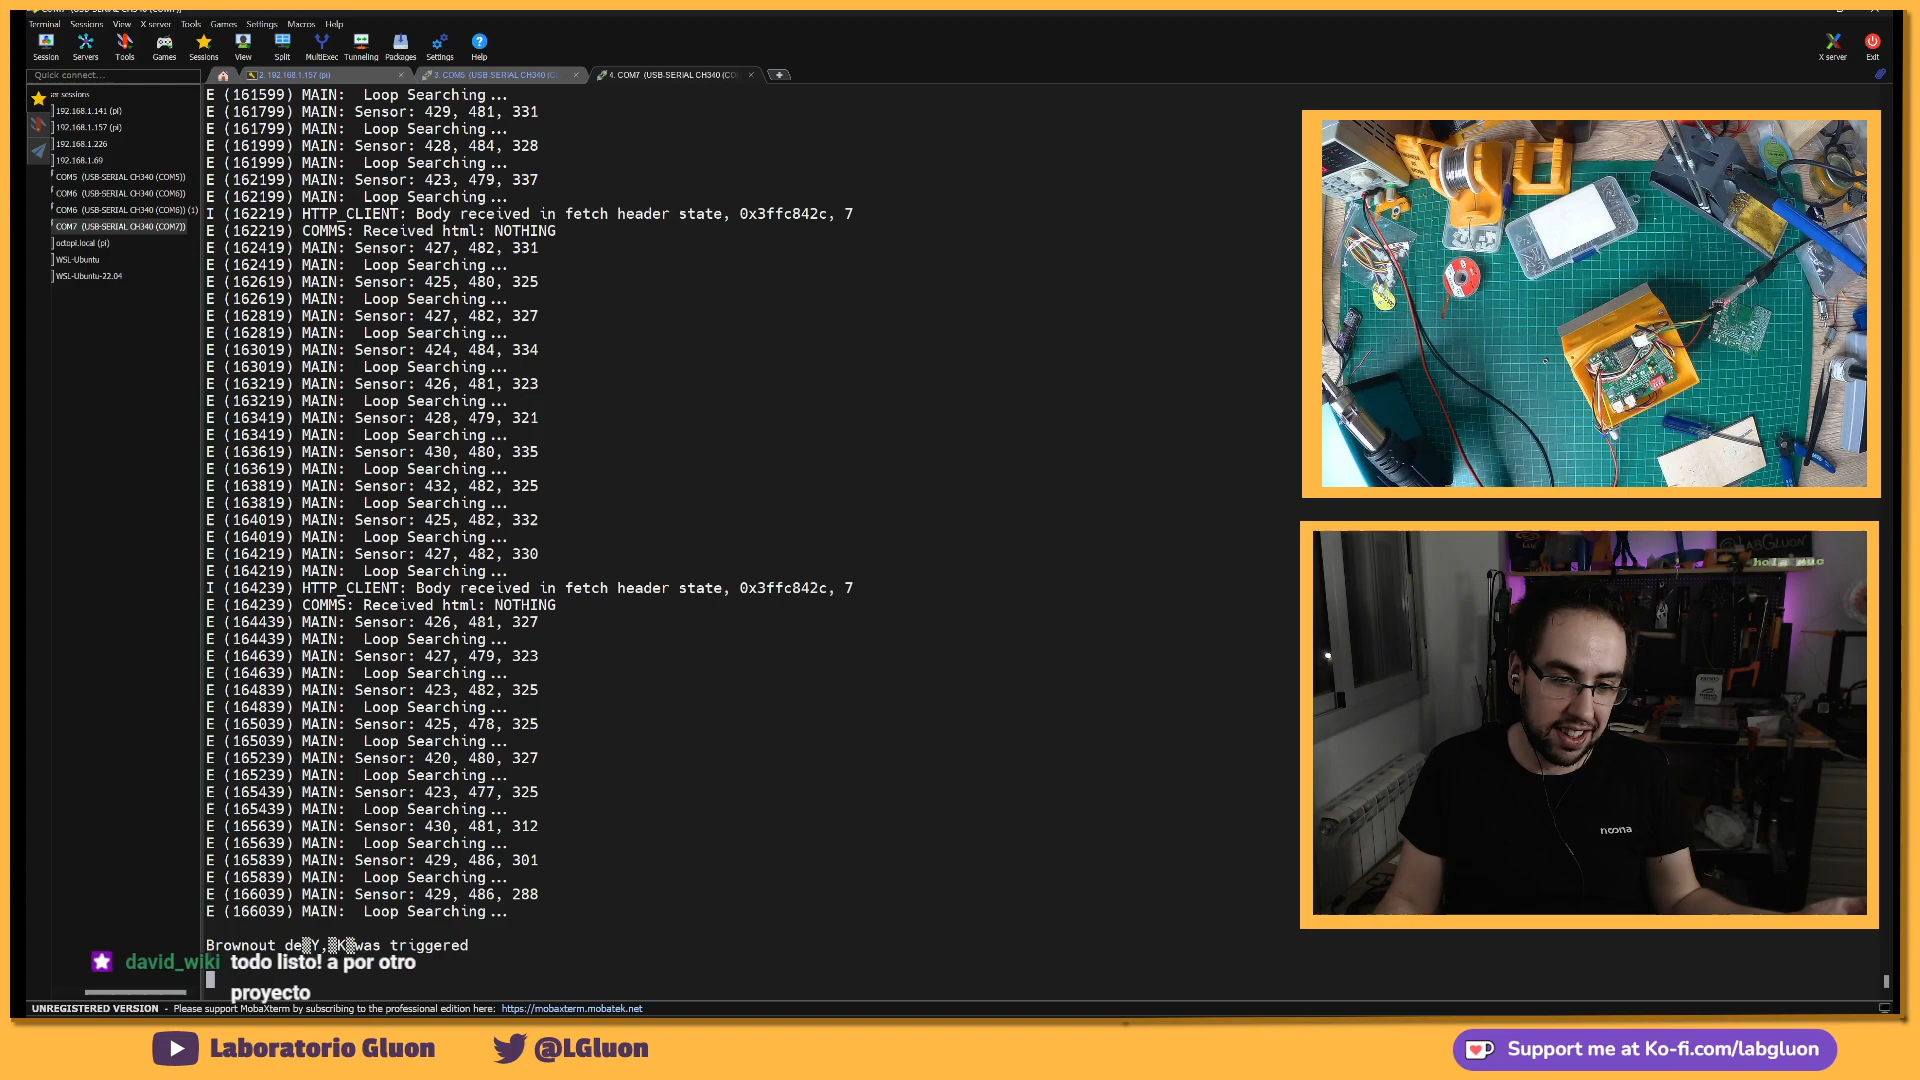 Terminal Sessions View X server Tools Games Settings Macros Help
Session Servers Tools Games Sessions View Split MultiExec Tunneling Packages Settings Help X server Exit
Quick connect...
2. 192.168.1.157 (pi)
3. COM5 (USB-SERIAL CH340 (C
4. COM7 (USB-SERIAL CH340 (CO
er sessions
192.168.1.141 (pi)
192.168.1.157 (pi)
192.168.1.226
192.168.1.69
COM5 (USB-SERIAL CH340 (COM5))
COM6 (USB-SERIAL CH340 (COM6))
COM6 (USB-SERIAL CH340 (COM6)) (1)
COM7 (USB-SERIAL CH340 (COM7))
octopi.local (pi)
WSL-Ubuntu
WSL-Ubuntu-22.04
E (161599) MAIN: Loop Searching...
E (161799) MAIN: Sensor: 429, 481, 331
E (161799) MAIN: Loop Searching...
E (161999) MAIN: Sensor: 428, 484, 328
E (161999) MAIN: Loop Searching...
E (162199) MAIN: Sensor: 423, 479, 337
E (162199) MAIN: Loop Searching...
I (162219) HTTP_CLIENT: Body received in fetch header state, 0x3ffc842c, 7
E (162219) COMMS: Received html: NOTHING
E (162419) MAIN: Sensor: 427, 482, 331
E (162419) MAIN: Loop Searching...
E (162619) MAIN: Sensor: 425, 480, 325
E (162619) MAIN: Loop Searching...
E (162819) MAIN: Sensor: 427, 482, 327
E (162819) MAIN: Loop Searching...
E (163019) MAIN: Sensor: 424, 484, 334
E (163019) MAIN: Loop Searching...
E (163219) MAIN: Sensor: 426, 481, 323
E (163219) MAIN: Loop Searching...
E (163419) MAIN: Sensor: 428, 479, 321
E (163419) MAIN: Loop Searching...
E (163619) MAIN: Sensor: 430, 480, 335
E (163619) MAIN: Loop Searching...
E (163819) MAIN: Sensor: 432, 482, 325
E (163819) MAIN: Loop Searching...
E (164019) MAIN: Sensor: 425, 482, 332
E (164019) MAIN: Loop Searching...
E (164219) MAIN: Sensor: 427, 482, 330
E (164219) MAIN: Loop Searching...
I (164239) HTTP_CLIENT: Body received in fetch header state, 0x3ffc842c, 7
E (164239) COMMS: Received html: NOTHING
E (164439) MAIN: Sensor: 426, 481, 327
E (164439) MAIN: Loop Searching...
E (164639) MAIN: Sensor: 427, 479, 323
E (164639) MAIN: Loop Searching...
E (164839) MAIN: Sensor: 423, 482, 325
E (164839) MAIN: Loop Searching...
E (165039) MAIN: Sensor: 425, 478, 325
E (165039) MAIN: Loop Searching...
E (165239) MAIN: Sensor: 420, 480, 327
E (165239) MAIN: Loop Searching...
E (165439) MAIN: Sensor: 423, 477, 325
E (165439) MAIN: Loop Searching...
E (165639) MAIN: Sensor: 430, 481, 312
E (165639) MAIN: Loop Searching...
E (165839) MAIN: Sensor: 429, 486, 301
E (165839) MAIN: Loop Searching...
E (166039) MAIN: Sensor: 429, 486, 288
E (166039) MAIN: Loop Searching...
Brownout de▒Y,▒K▒was triggered
david_wiki todo listo! a por otro
proyecto
UNREGISTERED VERSION - Please support MobaXterm by subscribing to the professional edition here: https://mobaxterm.mobatek.net
@LABGLUON
noona
Laboratorio Gluon @LGluon Support me at Ko-fi.com/labgluon